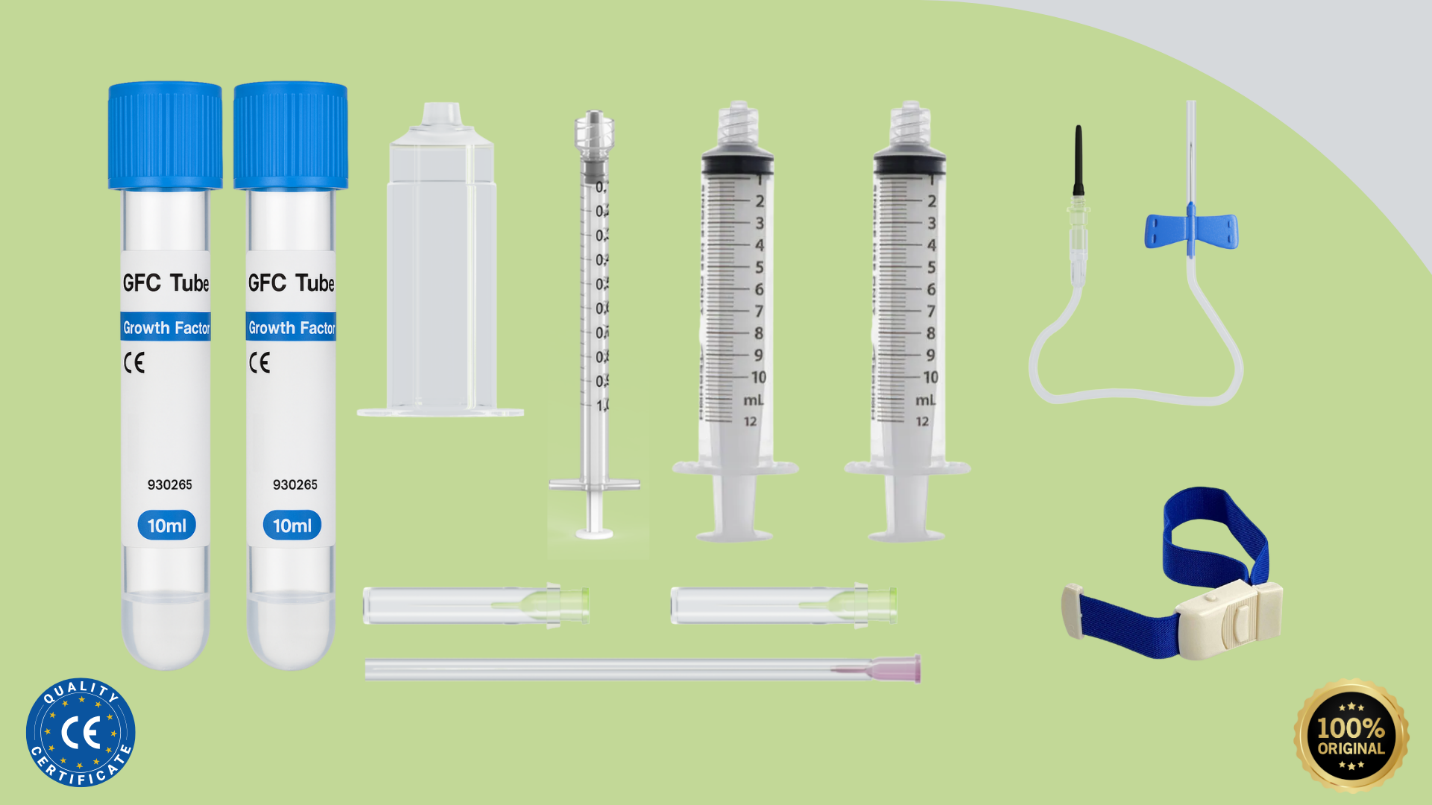 GFC Tube
Growth Factor
CE
930265
10ml
GFC Tube
Growth Factor
CE
930265
10ml
1
2
3
4
5
6
7
8
9
10
mL
12
1
2
3
4
5
6
7
8
9
10
mL
12
QUALITY
CE
CERTIFICATE
100%
ORIGINAL